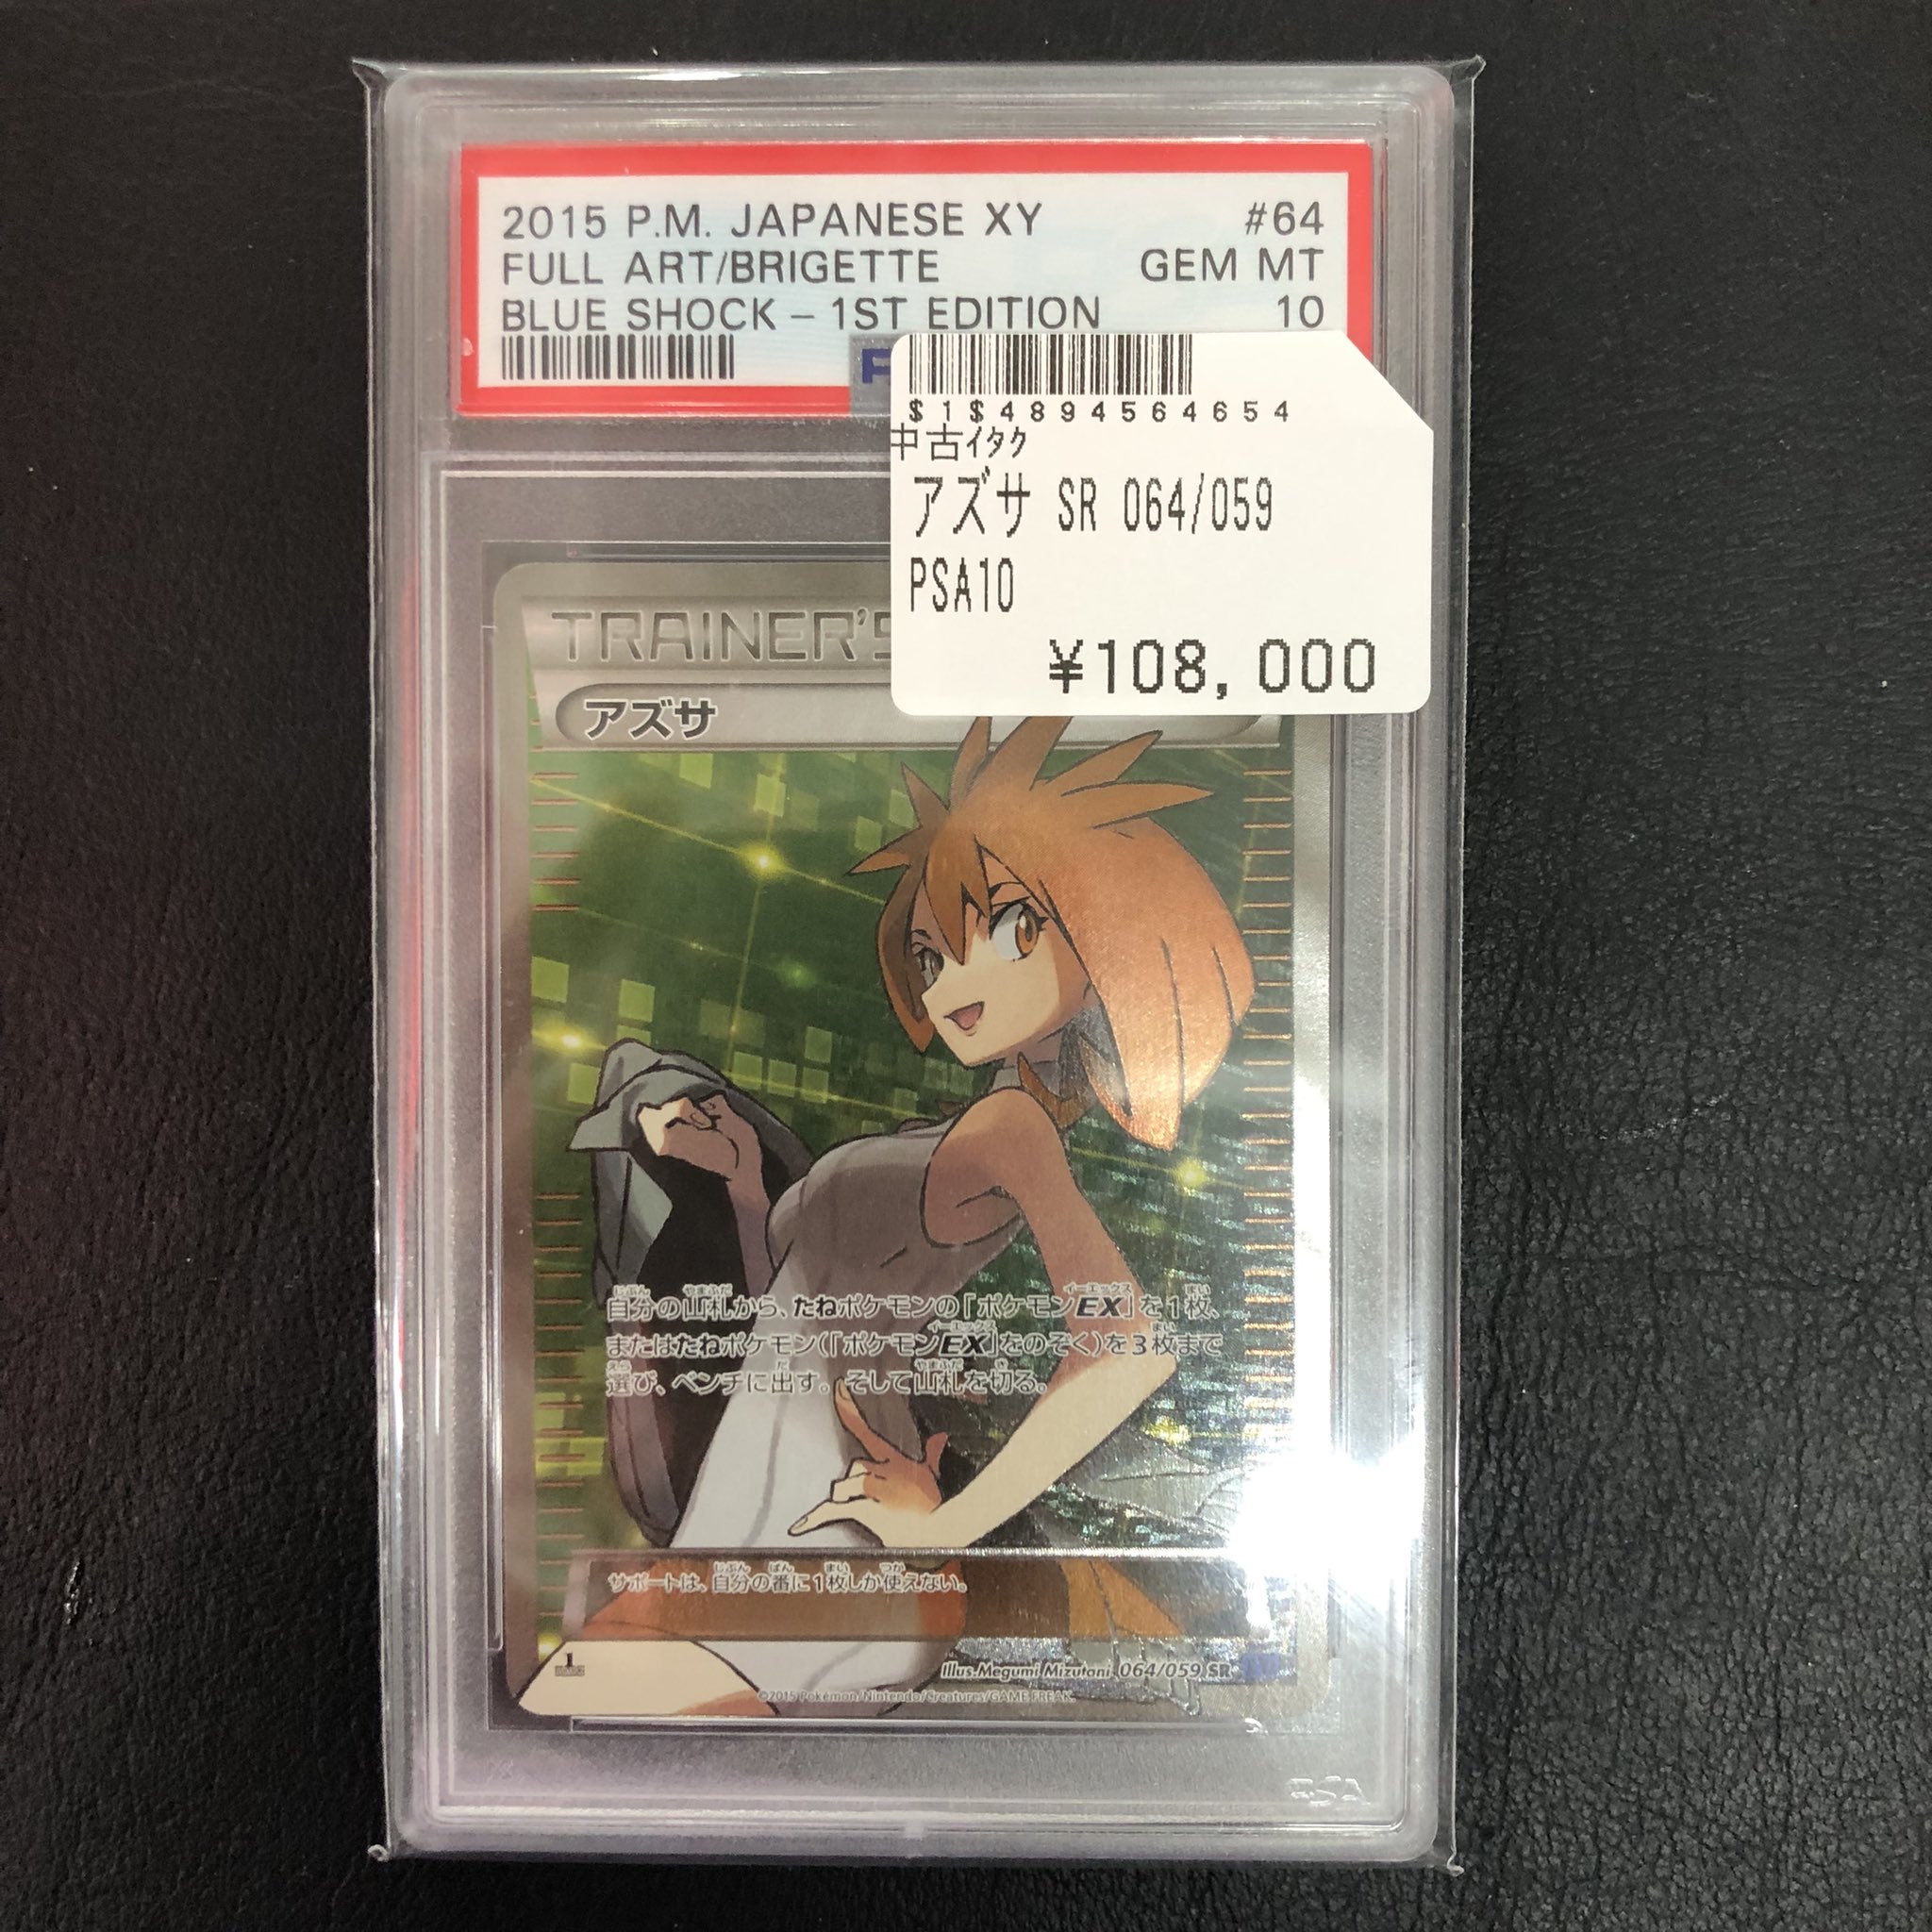 2015 P.M. JAPANESE XY #64
FULL ART/BRIGETTE GEM MT
BLUE SHOCK – 1ST EDITION 10
$1$4894564654
中古ｲﾀｸ
アズサ SR 064/059
PSA10
¥108,000
TRAINER'S
アズサ
自分の山札から、たねポケモンの「ポケモンEX」を1枚、
またはたねポケモン(「ポケモンEX」をのぞく)を3枚まで
選び、ベンチに出す。そして山札を切る。
サポートは、自分の番に1枚しか使えない。
Illus.Megumi Mizutani 064/059 SR
©2015 Pokémon/Nintendo/Creatures/GAME FREAK.
PSA